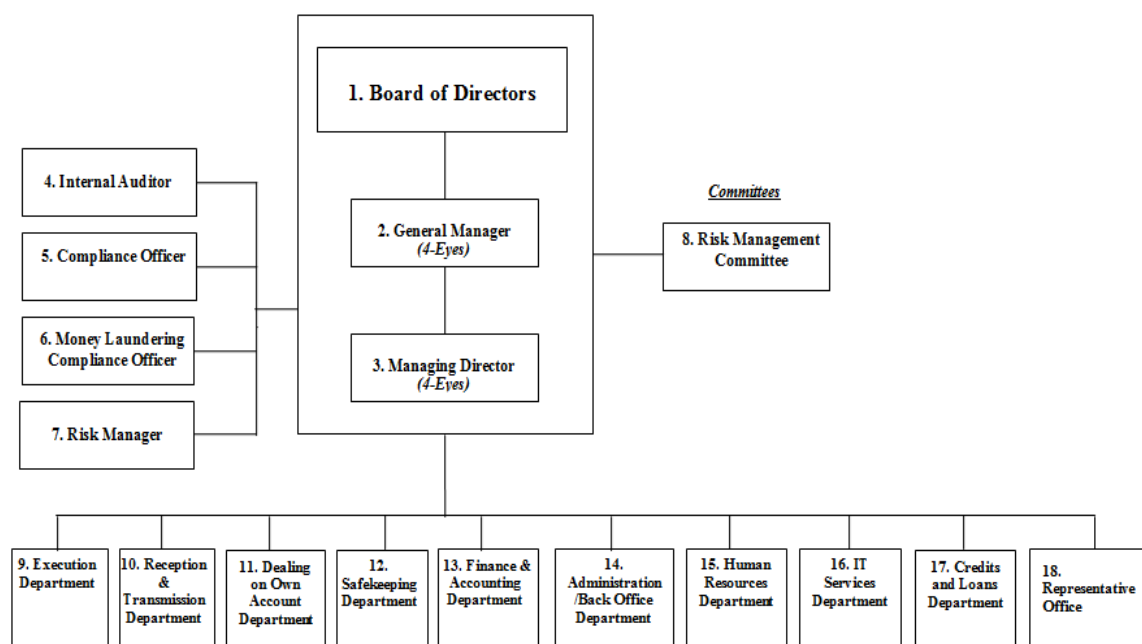 1. Board of Directors
4. Internal Auditor
Committees
2. General Manager
(4-Eyes)
8. Risk Management
Committee
5. Compliance Officer
6. Money Laundering
Compliance Officer
3. Managing Director
(4-Eyes)
7. Risk Manager
9. Execution
Department
10. Reception
&
Transmission
Department
11. Dealing
on Own
Account
Department
12.
Safekeeping
Department
13. Finance &
Accounting
Department
14.
Administration
/Back Office
Department
15. Human
Resources
Department
16. IT
Services
Department
17. Credits
and Loans
Department
18.
Representative
Office